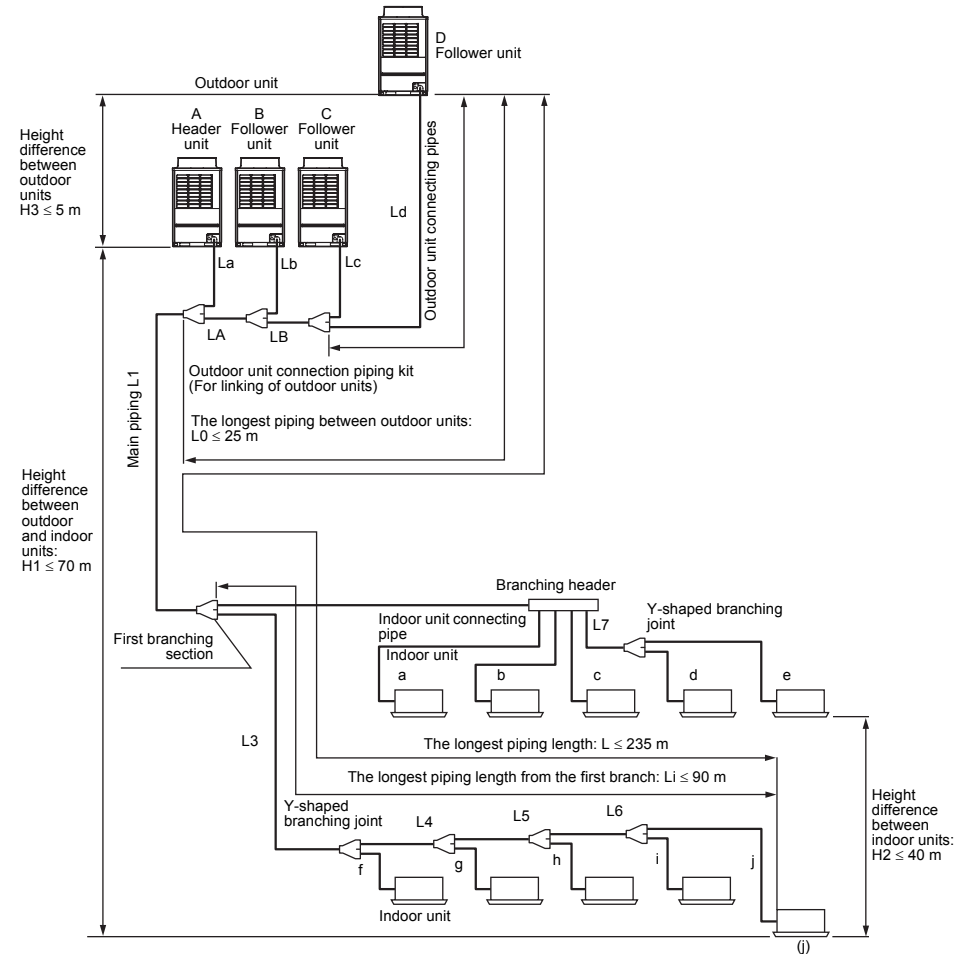 D
Follower unit
Outdoor unit
A
Header
unit
B
Follower
unit
C
Follower
unit
Height
difference
between
outdoor
units
H3 ≤ 5 m
Outdoor unit connecting pipes
Ld
La
Lb
Lc
LA
LB
Outdoor unit connection piping kit
(For linking of outdoor units)
Main piping L1
The longest piping between outdoor units:
L0 ≤ 25 m
Height
difference
between
outdoor
and indoor
units:
H1 ≤ 70 m
Branching header
Y-shaped branching
joint
Indoor unit connecting
pipe
L7
First branching
section
Indoor unit
a
b
c
d
e
L3
The longest piping length: L ≤ 235 m
The longest piping length from the first branch: Li ≤ 90 m
Height
difference
between
indoor units:
H2 ≤ 40 m
Y-shaped
branching joint
L4
L5
L6
f
g
h
i
j
Indoor unit
(j)